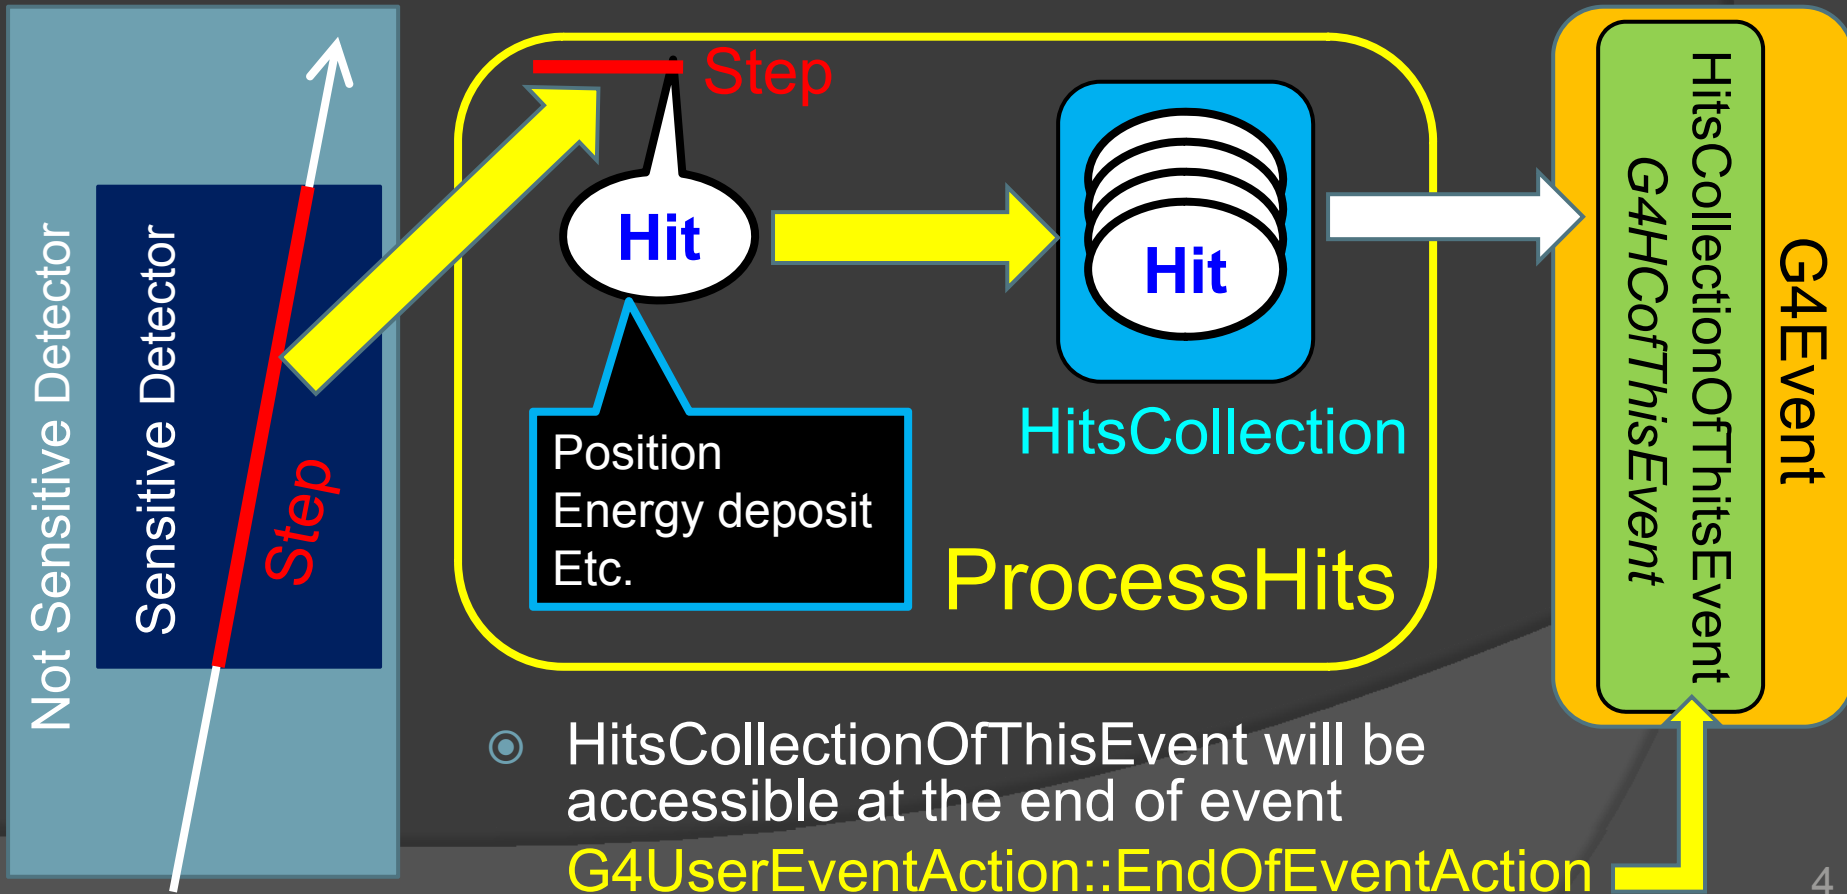 Not Sensitive Detector
Sensitive Detector
Step
Step
Hit
Position
Energy deposit
Etc.
Hit
HitsCollection
ProcessHits
HitsCollectionOfThisEvent
G4HCofThisEvent
G4Event
HitsCollectionOfThisEvent will be
accessible at the end of event
G4UserEventAction::EndOfEventAction
4